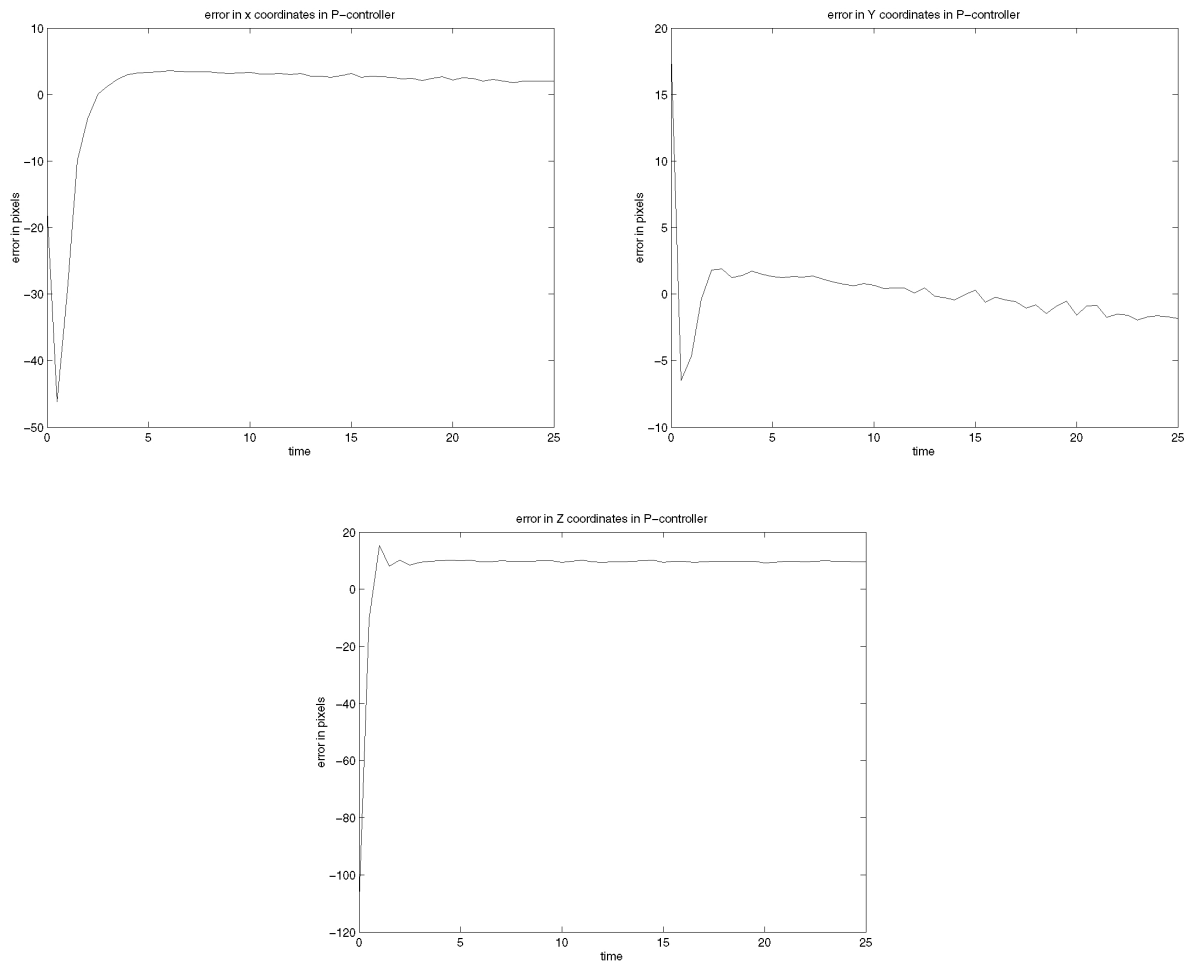 error in x coordinates in P−controller
10
0
−10
−20
−30
−40
−50
error in pixels
0 5 10 15 20 25
time
error in Y coordinates in P−controller
20
15
10
5
0
−5
−10
error in pixels
0 5 10 15 20 25
time
error in Z coordinates in P−controller
20
0
−20
−40
−60
−80
−100
−120
error in pixels
0 5 10 15 20 25
time